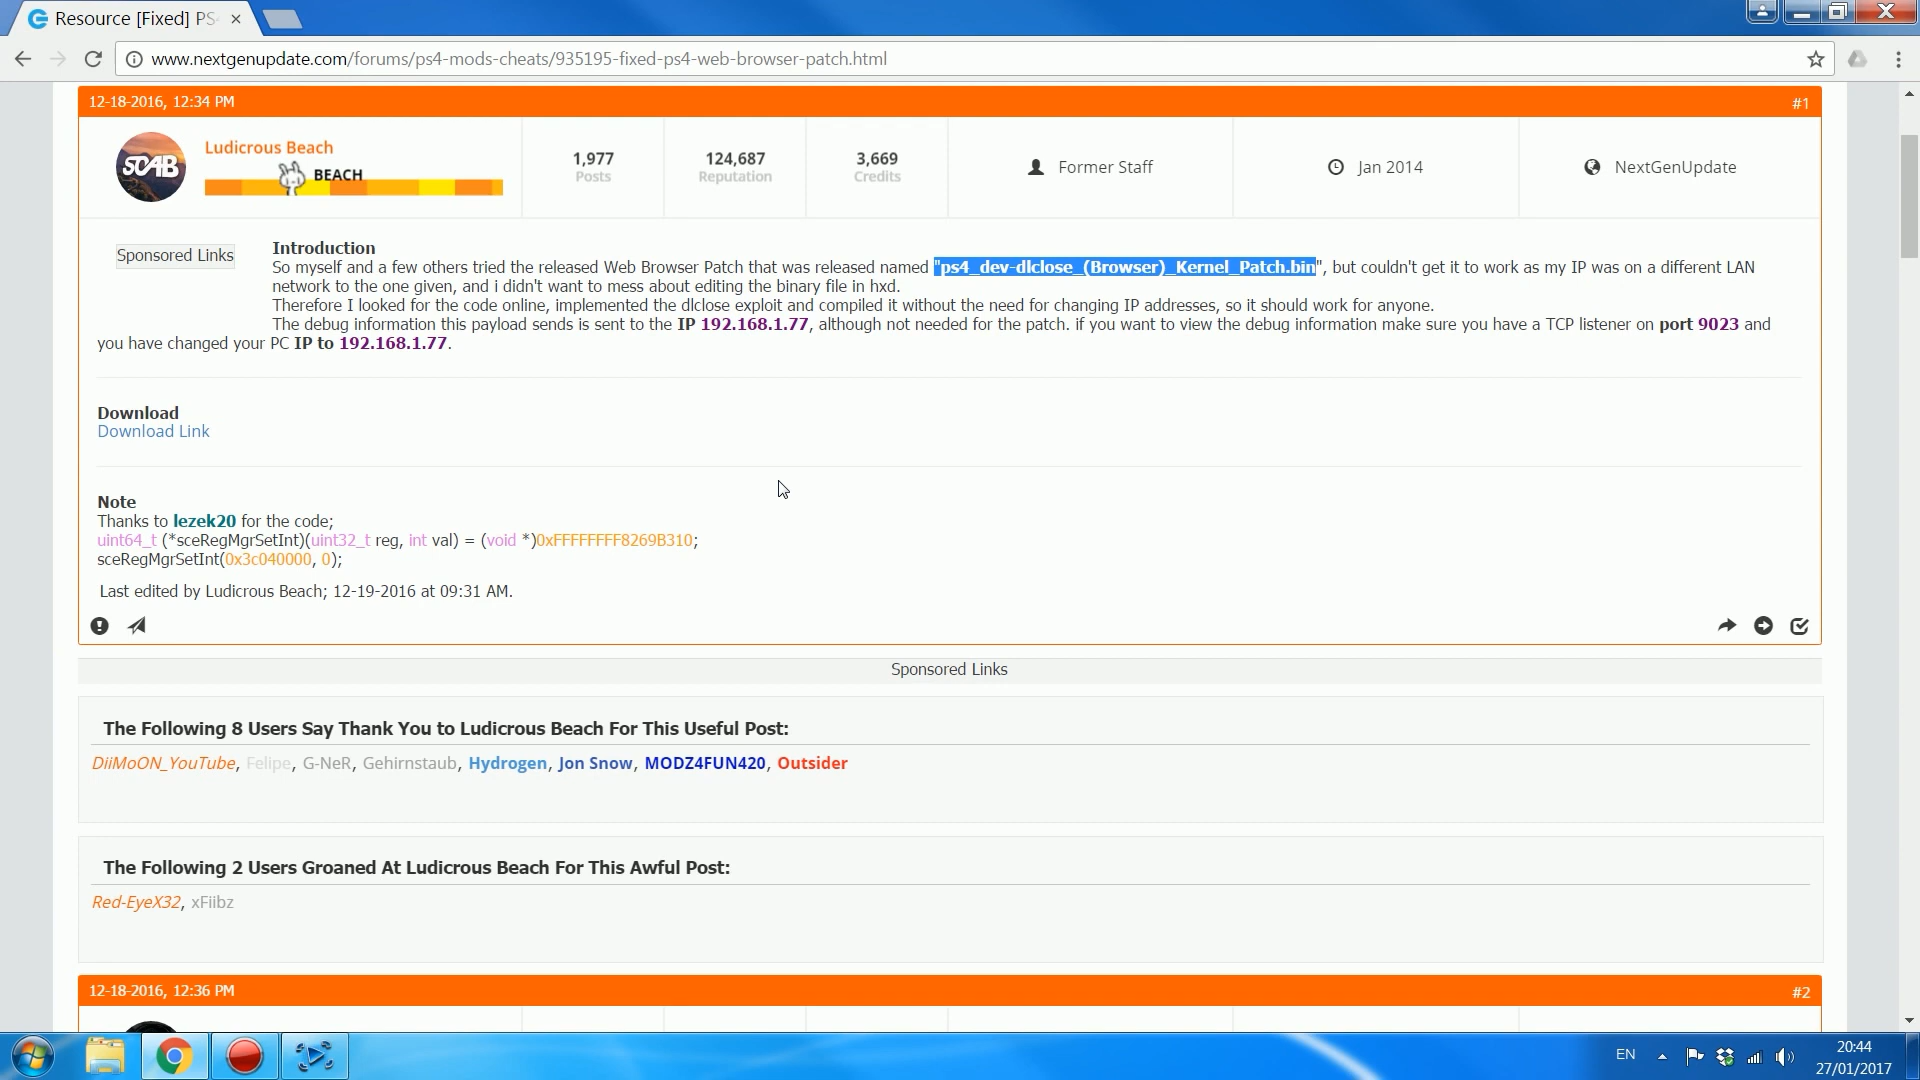 Resource [Fixed] PS
www.nextgenupdate.com/forums/ps4-mods-cheats/935195-fixed-ps4-web-browser-patch.html
12-18-2016, 12:34 PM
#1
SCAB
Ludicrous Beach
BEACH
1,977
Posts
124,687
Reputation
3,669
Credits
Former Staff
Jan 2014
NextGenUpdate
Sponsored Links
Introduction
So myself and a few others tried the released Web Browser Patch that was released named "ps4_dev-dlclose_(Browser)_Kernel_Patch.bin", but couldn't get it to work as my IP was on a different LAN
network to the one given, and i didn't want to mess about editing the binary file in hxd.
Therefore I looked for the code online, implemented the dlclose exploit and compiled it without the need for changing IP addresses, so it should work for anyone.
The debug information this payload sends is sent to the IP 192.168.1.77, although not needed for the patch. if you want to view the debug information make sure you have a TCP listener on port 9023 and
you have changed your PC IP to 192.168.1.77.
Download
Download Link
Note
Thanks to lezek20 for the code;
uint64_t (*sceRegMgrSetInt)(uint32_t reg, int val) = (void *)0xFFFFFFFF8269B310;
sceRegMgrSetInt(0x3c040000, 0);
Last edited by Ludicrous Beach; 12-19-2016 at 09:31 AM.
Sponsored Links
The Following 8 Users Say Thank You to Ludicrous Beach For This Useful Post:
DiiMoON_YouTube, Felipe, G-NeR, Gehirnstaub, Hydrogen, Jon Snow, MODZ4FUN420, Outsider
The Following 2 Users Groaned At Ludicrous Beach For This Awful Post:
Red-EyeX32, xFiibz
12-18-2016, 12:36 PM
#2
EN
20:44
27/01/2017